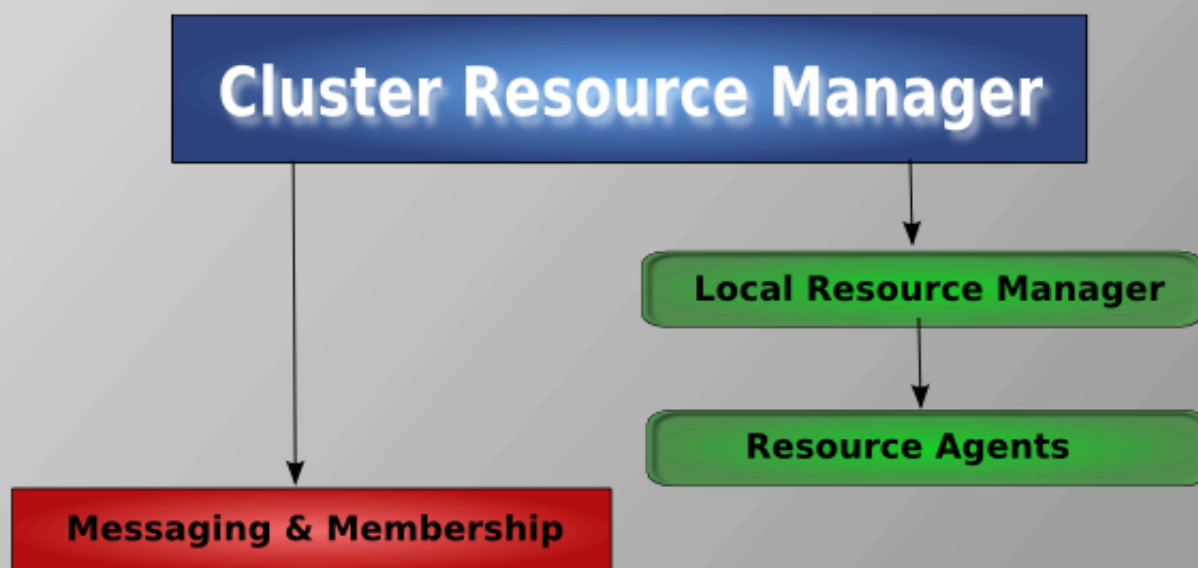 Cluster Resource Manager
Local Resource Manager
Resource Agents
Messaging & Membership